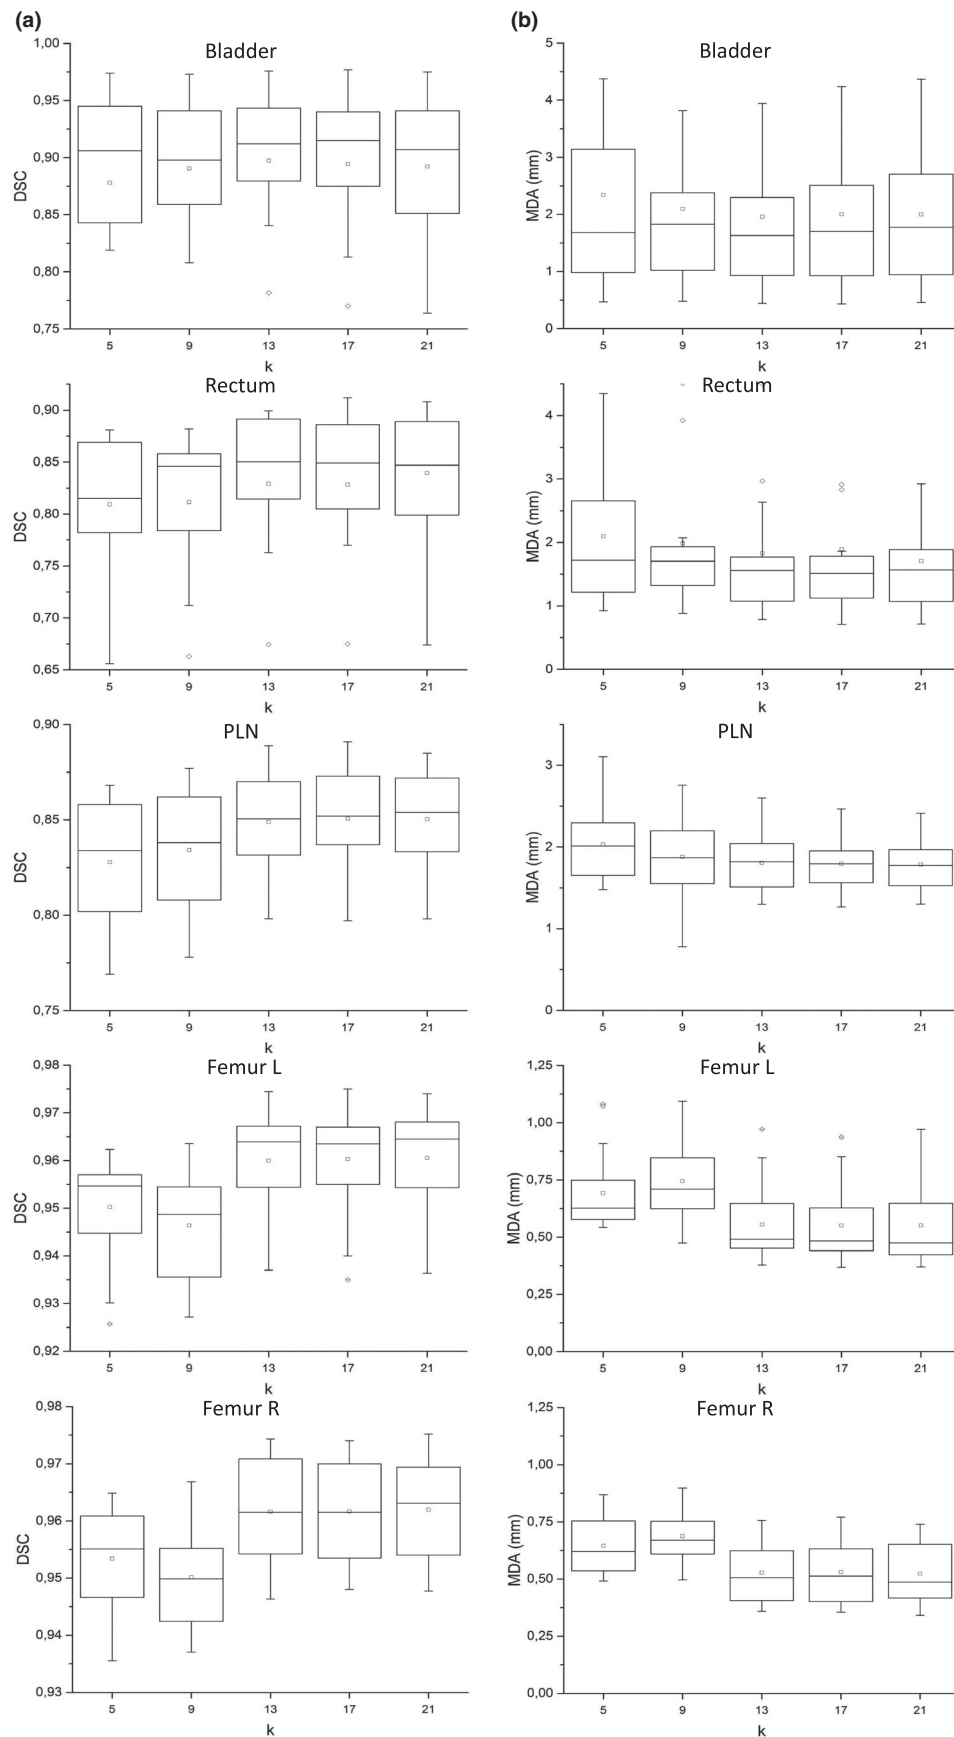 (a)
(b)
Bladder
1,00
0,95
0,90
0,85
0,80
0,75
DSC
5 9 13 17 21
k
Bladder
5
4
3
2
1
0
MDA (mm)
5 9 13 17 21
k
Rectum
0,90
0,85
0,80
0,75
0,70
0,65
DSC
5 9 13 17 21
k
Rectum
4
3
2
1
0
MDA (mm)
5 9 13 17 21
k
PLN
0,90
0,85
0,80
0,75
DSC
5 9 13 17 21
k
PLN
3
2
1
0
MDA (mm)
5 9 13 17 21
k
Femur L
0,98
0,97
0,96
0,95
0,94
0,93
0,92
DSC
5 9 13 17 21
k
Femur L
1,25
1,00
0,75
0,50
0,25
0,00
MDA (mm)
5 9 13 17 21
k
Femur R
0,98
0,97
0,96
0,95
0,94
0,93
DSC
5 9 13 17 21
k
Femur R
1,25
1,00
0,75
0,50
0,25
0,00
MDA (mm)
5 9 13 17 21
k